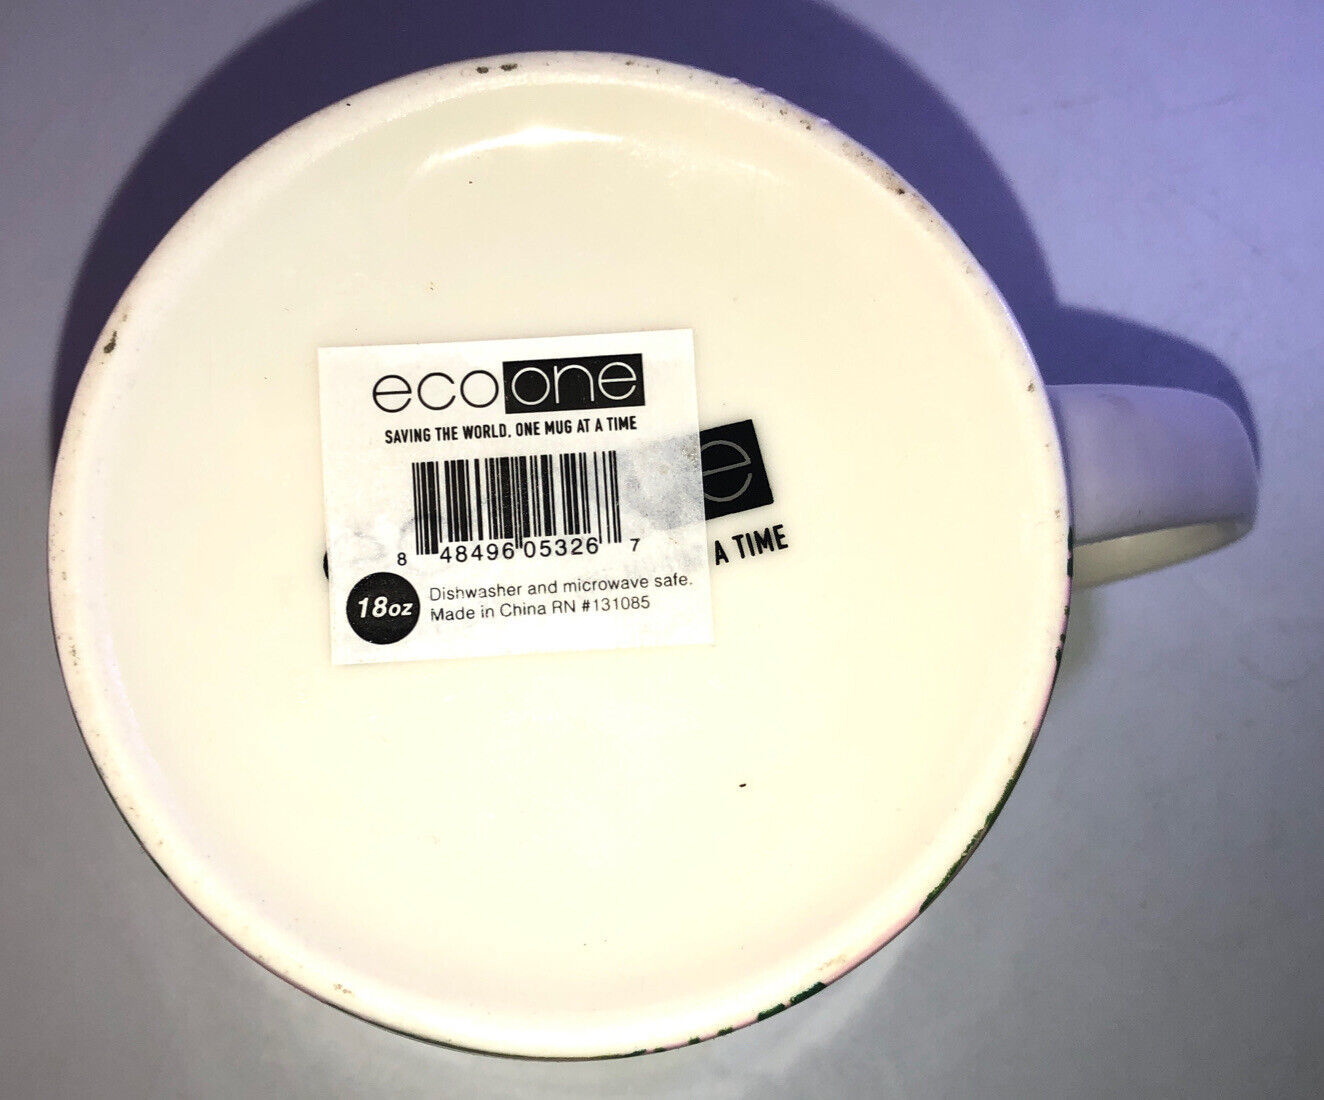 ecoone
SAVING THE WORLD. ONE MUG AT A TIME
e
A TIME
8 48496 05326 7
18oz
Dishwasher and microwave safe.
Made in China RN #131085